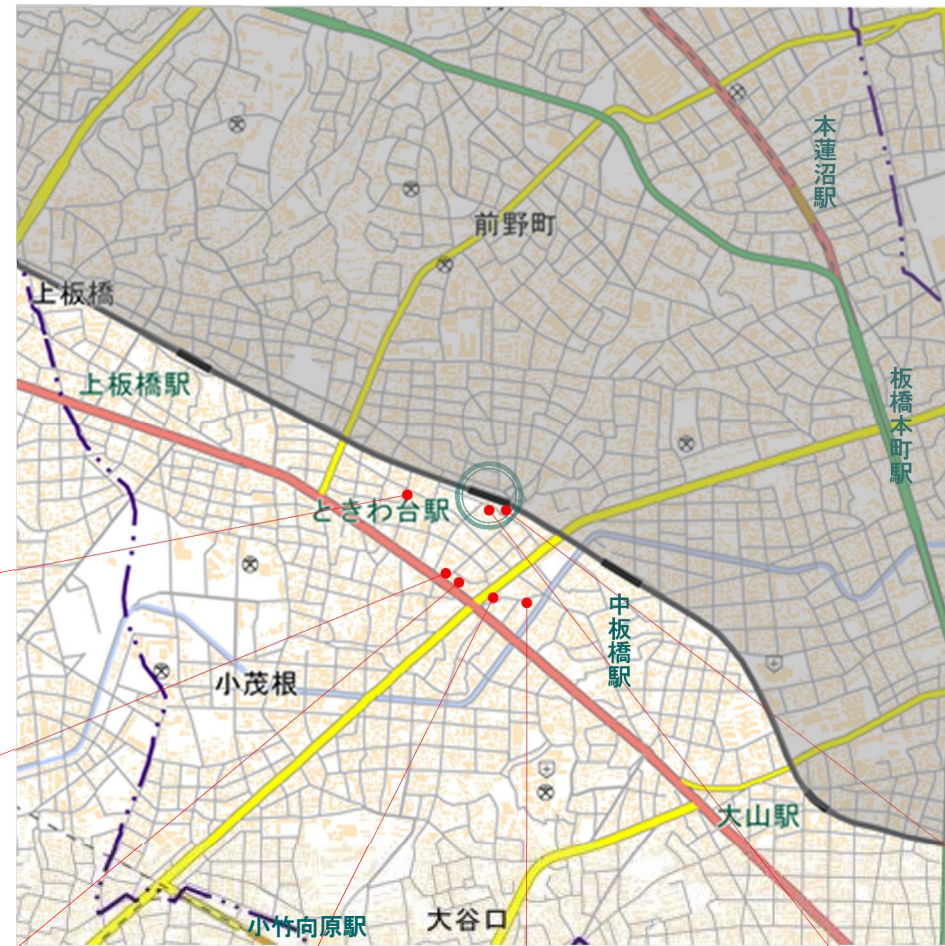 本蓮沼駅
前野町
上板橋
上板橋駅
板橋本町駅
ときわ台駅
中板橋駅
小茂根
大山駅
大谷口
小竹向原駅